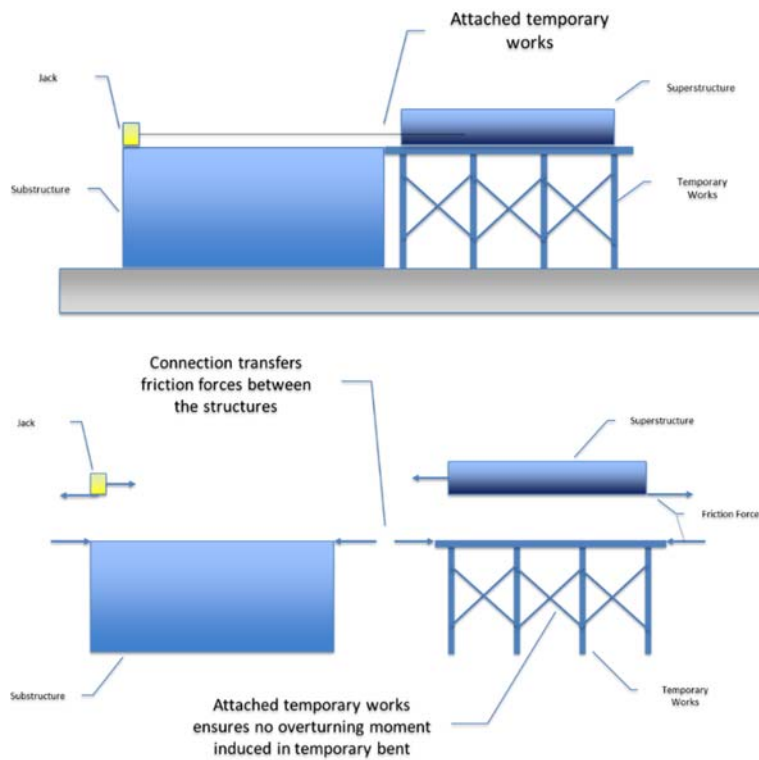 Attached temporary
works
Jack
Superstructure
Substructure
Temporary
Works
Connection transfers
friction forces between
the structures
Jack
Superstructure
Friction Force
Substructure
Temporary
Works
Attached temporary works
ensures no overturning moment
induced in temporary bent